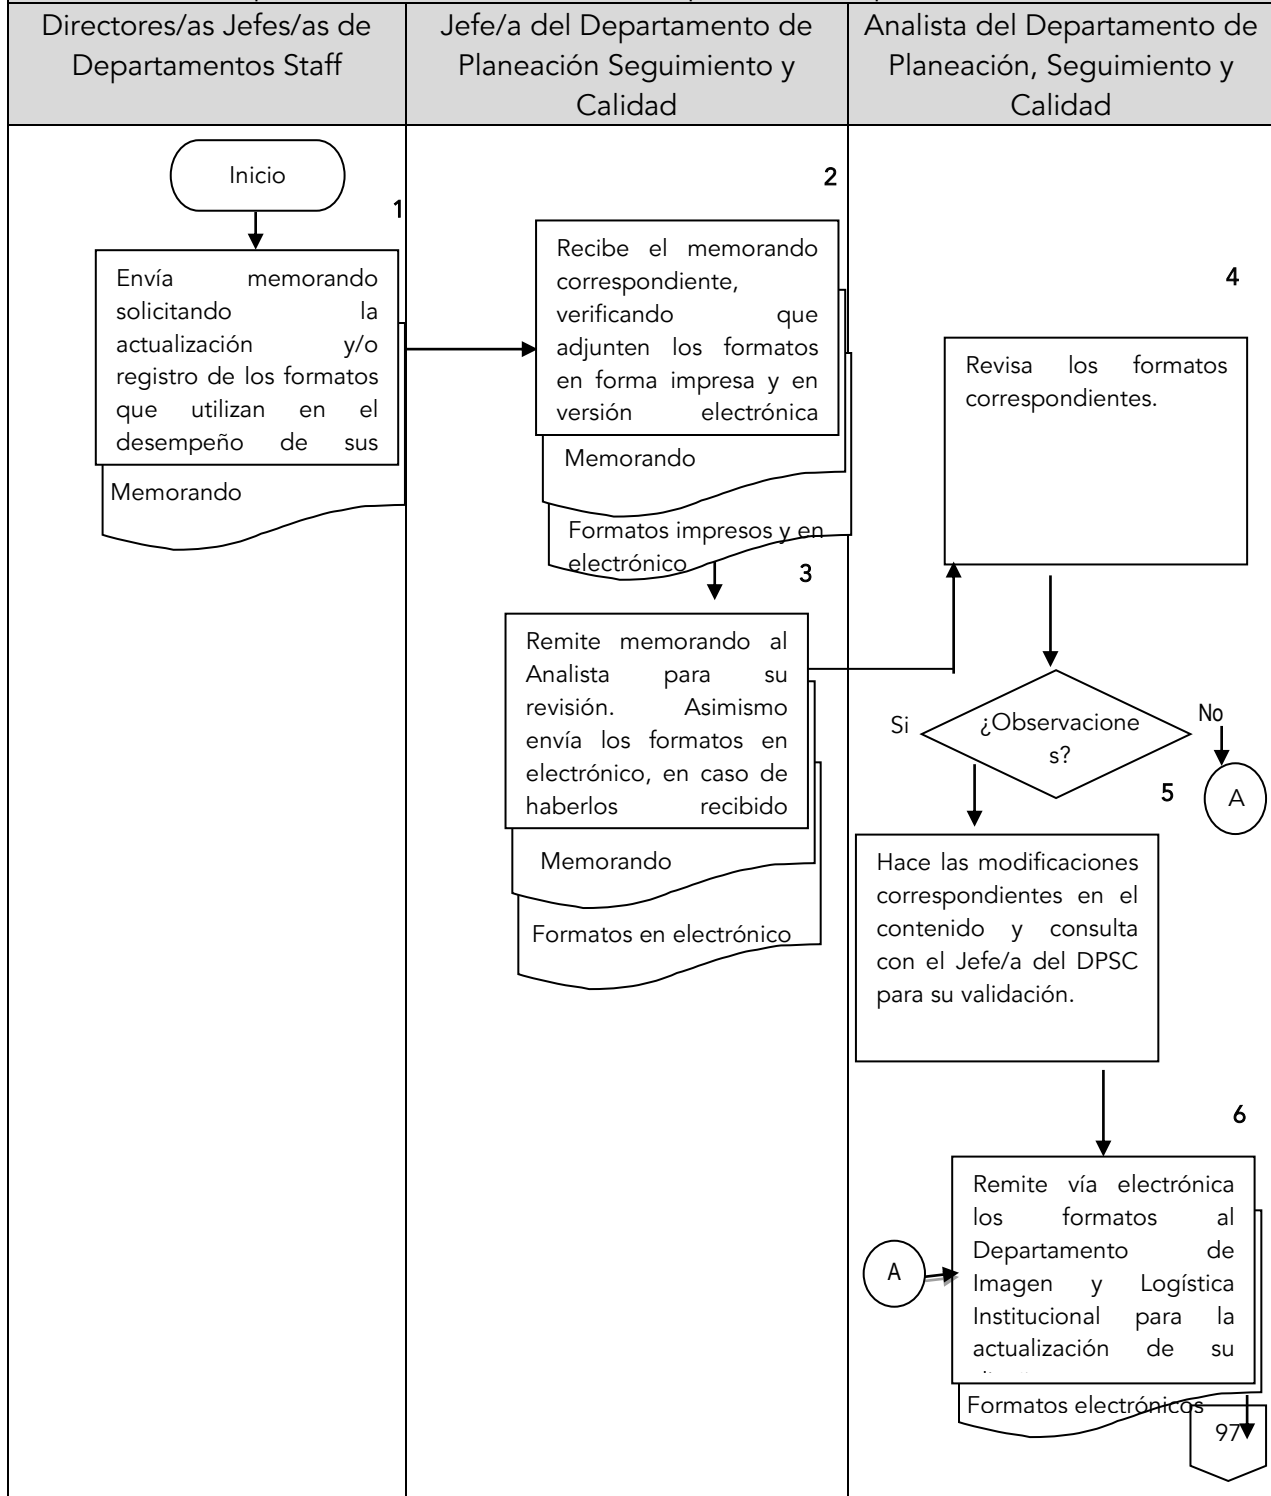 Directores/as Jefes/as de
Departamentos Staff
Jefe/a del Departamento de
Planeación Seguimiento y
Calidad
Analista del Departamento de
Planeación, Seguimiento y
Calidad
Inicio
1
Envía memorando
solicitando la
actualización y/o
registro de los formatos
que utilizan en el
desempeño de sus
Memorando
2
Recibe el memorando
correspondiente,
verificando que
adjunten los formatos
en forma impresa y en
versión electrónica
Memorando
Formatos impresos y en
electrónico
3
Remite memorando al
Analista para su
revisión. Asimismo
envía los formatos en
electrónico, en caso de
haberlos recibido
Memorando
Formatos en electrónico
4
Revisa los formatos
correspondientes.
Si
¿Observacione
s?
No
A
5
Hace las modificaciones
correspondientes en el
contenido y consulta
con el Jefe/a del DPSC
para su validación.
6
A
Remite vía electrónica
los formatos al
Departamento de
Imagen y Logística
Institucional para la
actualización de su
Formatos electrónicos
97